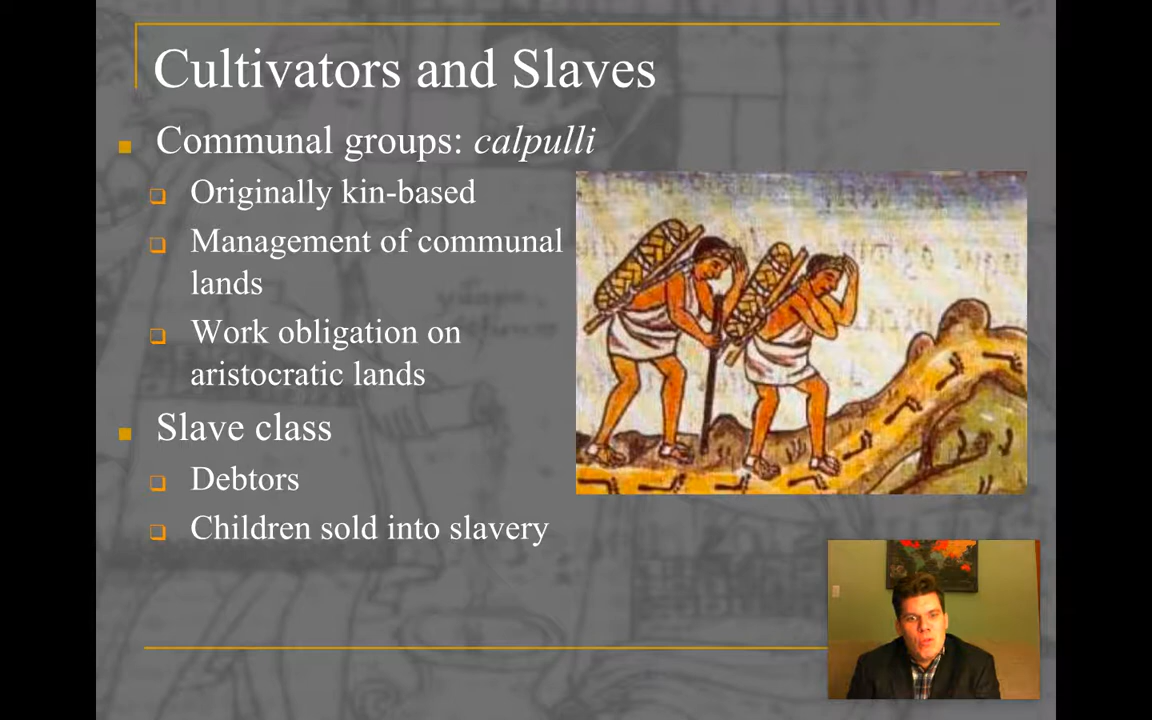 Cultivators and Slaves
Communal groups: calpulli
Originally kin-based
Management of communal
lands
Work obligation on
aristocratic lands
Slave class
Debtors
Children sold into slavery